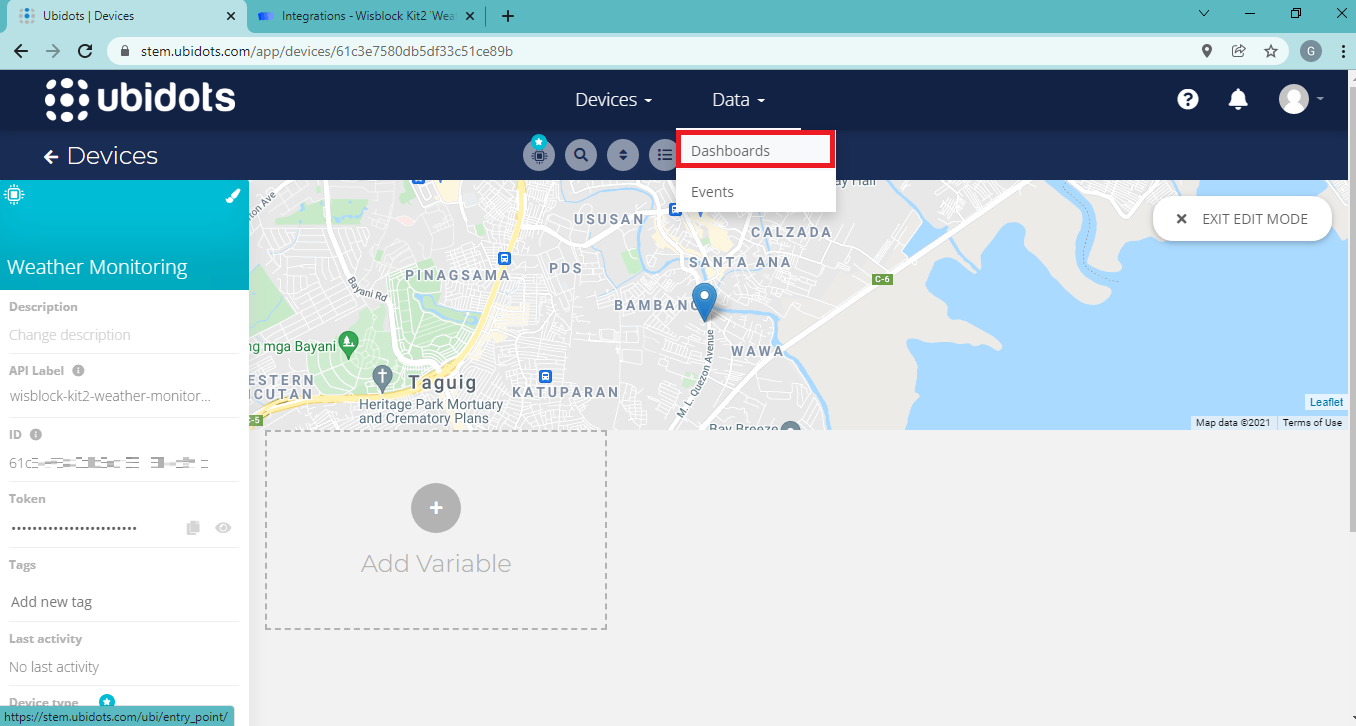 Ubidots | Devices
Integrations - Wisblock Kit2 'Wea
stem.ubidots.com/app/devices/61c3e7580db5df33c51ce89b
G
ubidots
Devices
Data
Devices
Dashboards
Events
EXIT EDIT MODE
Weather Monitoring
Description
Change description
API Label
wisblock-kit2-weather-monitor...
ID
Token
Tags
Add new tag
Last activity
No last activity
Device type
https://stem.ubidots.com/ubi/entry_point/
on Ave
USUSAN
ay Hall
CALZADA
PDS
SANTA ANA
PINAGSAMA
C-6
Bayani Rd
BAMBANG
ng mga Bayani
WAWA
M.L. Quezon Avenue
Taguig
KATUPARAN
Heritage Park Mortuary
and Crematory Plans
Bay Breeze
Leaflet
Map data ©2021
Terms of Use
Add Variable